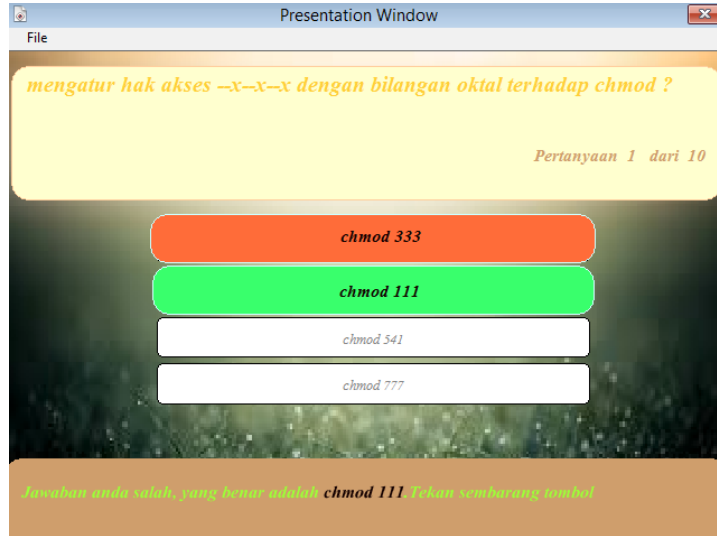 Presentation Window
File
mengatur hak akses --x--x--x dengan bilangan oktal terhadap chmod ?
Pertanyaan 1 dari 10
chmod 333
chmod 111
chmod 541
chmod 777
Jawaban anda salah, yang benar adalah chmod 111.Tekan sembarang tombol